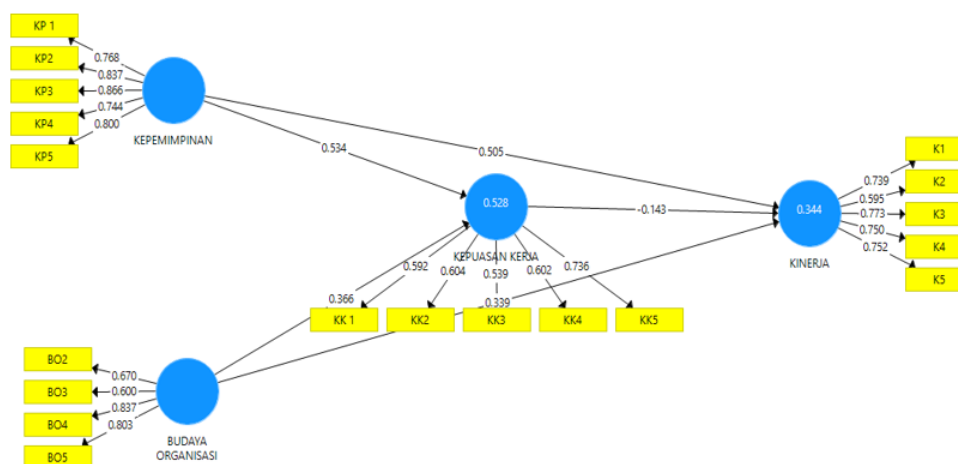 KP 1
KP2
KP3
KP4
KP5
0.768
0.837
0.866
0.744
0.800
KEPEMIMPINAN
0.534
0.505
0.528
KEPUASAN KERJA
-0.143
0.344
KINERJA
K1
K2
K3
K4
K5
0.739
0.595
0.773
0.750
0.752
0.592
0.604
0.539
0.602
0.736
0.366
0.339
KK 1
KK2
KK3
KK4
KK5
BO2
BO3
BO4
BO5
0.670
0.600
0.837
0.803
BUDAYA
ORGANISASI